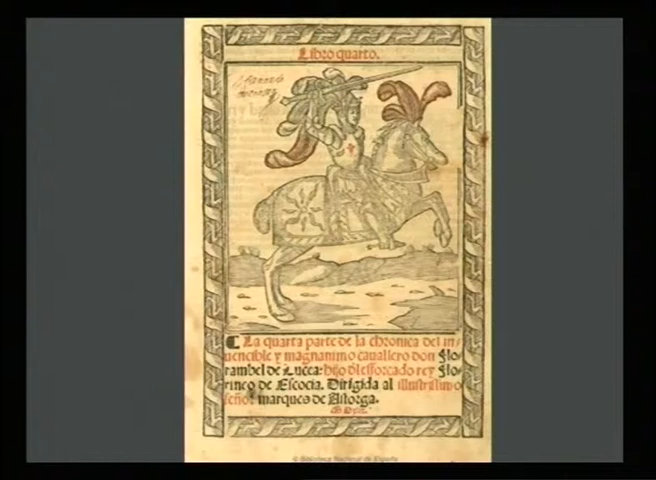 Libro quarto.
La quarta parte de la chronica del in/
uencible y magnanimo cauallero don Flo/
rambel de Lucea: hijo del esforçado rey Flo/
rineo de Escocia. Dirigida al illustrissimo
señor marques de Astorga.
© Biblioteca Nacional de España